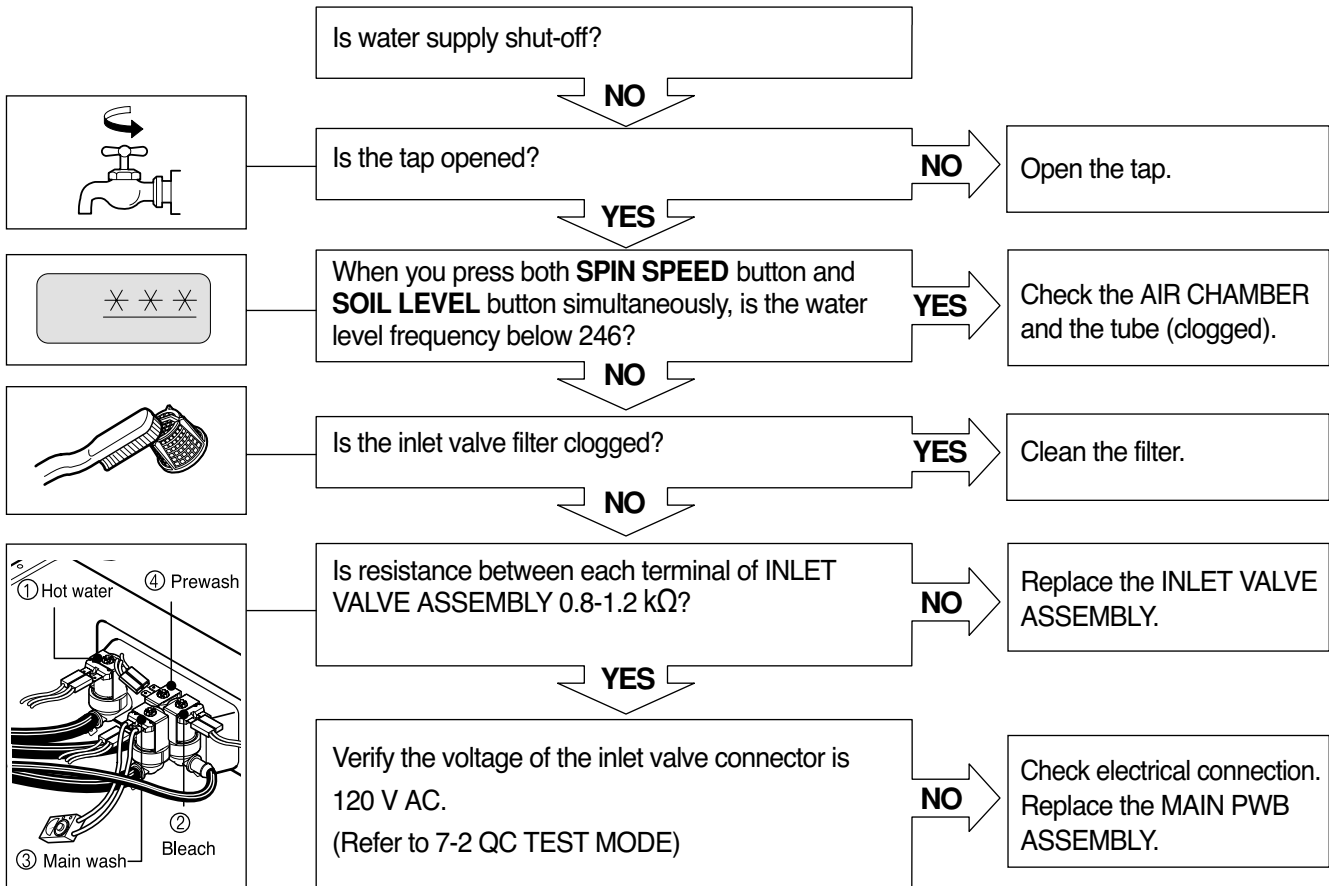 Is water supply shut-off?
NO
Is the tap opened?
NO
Open the tap.
YES
* * *
When you press both SPIN SPEED button and
SOIL LEVEL button simultaneously, is the water
level frequency below 246?
YES
Check the AIR CHAMBER
and the tube (clogged).
NO
Is the inlet valve filter clogged?
YES
Clean the filter.
NO
① Hot water
④ Prewash
② Bleach
③ Main wash
Is resistance between each terminal of INLET
VALVE ASSEMBLY 0.8-1.2 kΩ?
NO
Replace the INLET VALVE
ASSEMBLY.
YES
Verify the voltage of the inlet valve connector is
120 V AC.
(Refer to 7-2 QC TEST MODE)
NO
Check electrical connection.
Replace the MAIN PWB
ASSEMBLY.